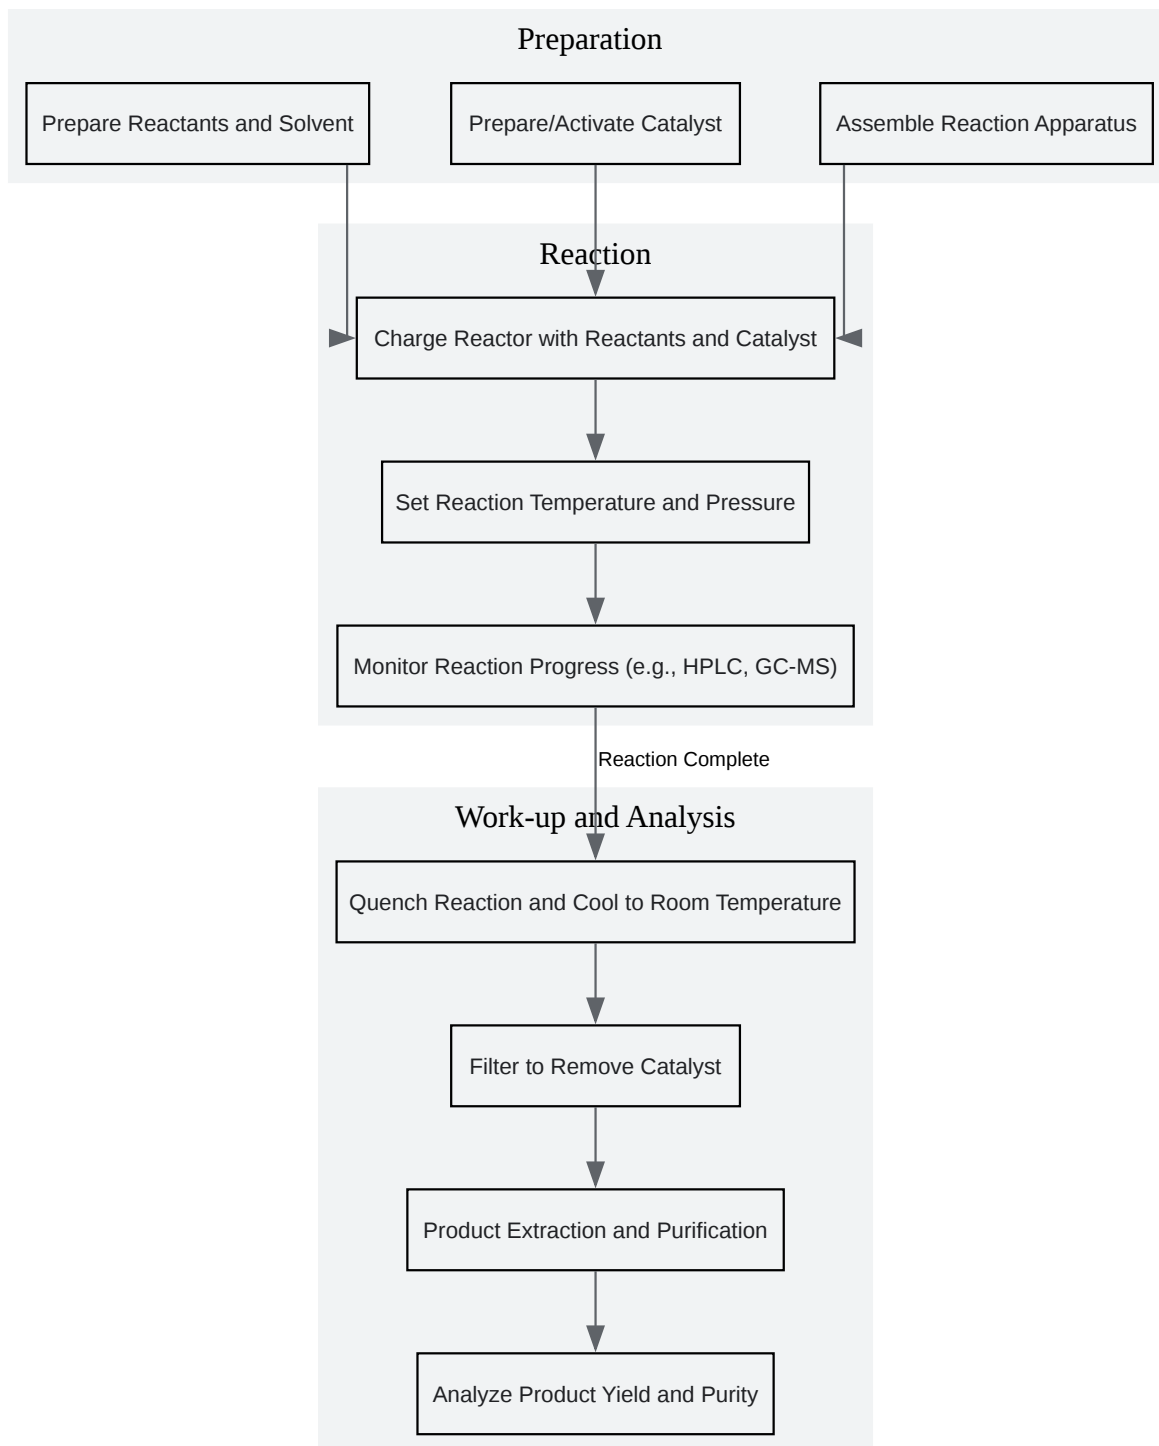 Preparation
Prepare Reactants and Solvent
Prepare/Activate Catalyst
Assemble Reaction Apparatus
Reaction
Charge Reactor with Reactants and Catalyst
Set Reaction Temperature and Pressure
Monitor Reaction Progress (e.g., HPLC, GC-MS)
Reaction Complete
Work-up and Analysis
Quench Reaction and Cool to Room Temperature
Filter to Remove Catalyst
Product Extraction and Purification
Analyze Product Yield and Purity